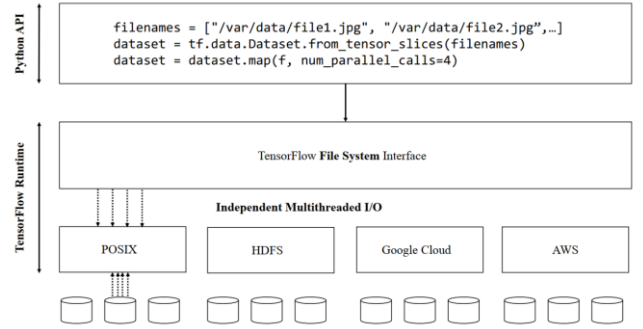 Python API
filenames = ["/var/data/file1.jpg", "/var/data/file2.jpg”,…]
dataset = tf.data.Dataset.from_tensor_slices(filenames)
dataset = dataset.map(f, num_parallel_calls=4)
TensorFlow Runtime
TensorFlow File System Interface
Independent Multithreaded I/O
POSIX
HDFS
Google Cloud
AWS